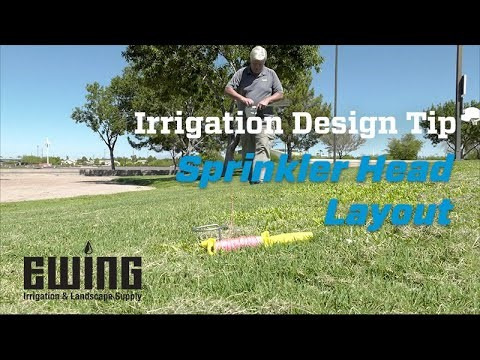 Irrigation Design Tip
Sprinkler Head
Layout
EWING
Irrigation & Landscape Supply